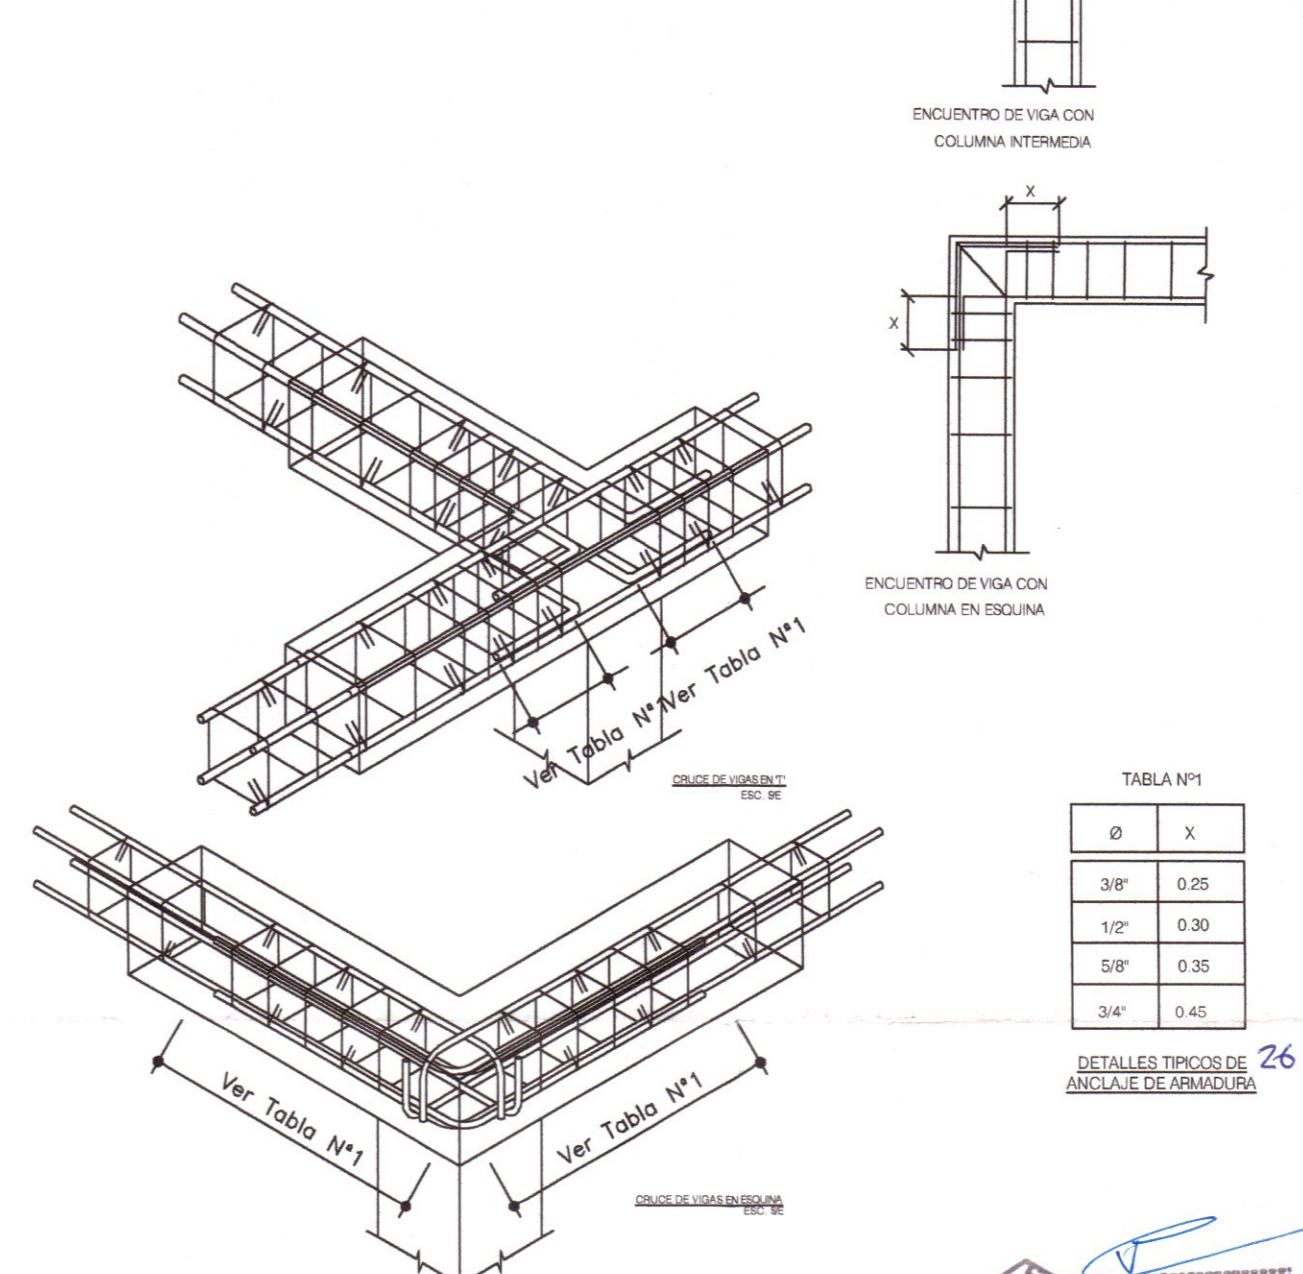 ENCUENTRO DE VIGA CON
COLUMNA INTERMEDIA
X
X
ENCUENTRO DE VIGA CON
COLUMNA EN ESQUINA
Ver Tabla N°1
Ver Tabla N°1
CRUCE DE VIGAS EN 'T'
ESC. S/E
TABLA Nº1
Ø X
3/8" 0.25
1/2" 0.30
5/8" 0.35
3/4" 0.45
DETALLES TIPICOS DE 26
ANCLAJE DE ARMADURA
Ver Tabla N°1
Ver Tabla N°1
CRUCE DE VIGAS EN ESQUINA
ESC. S/E